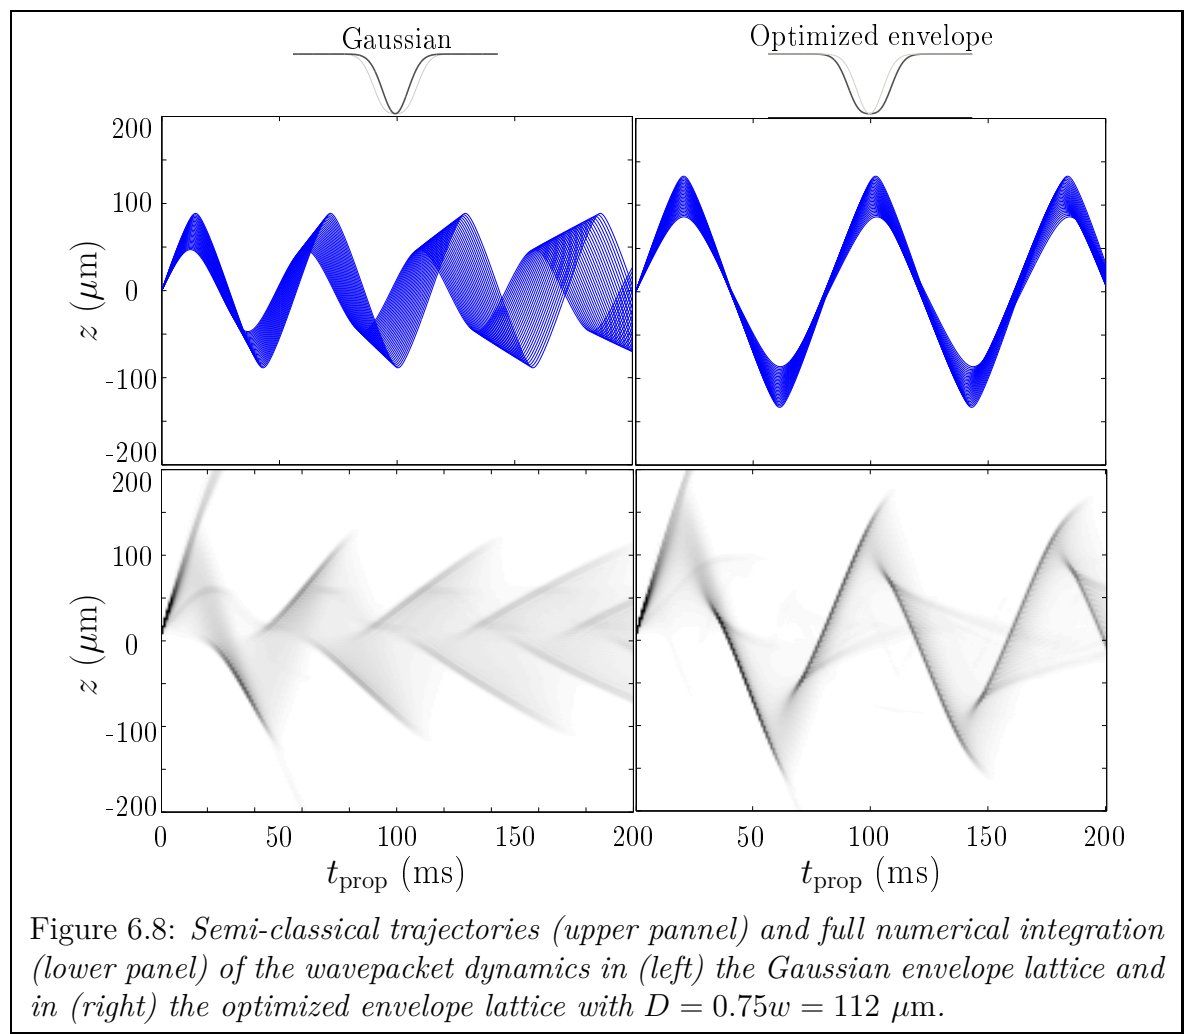 Gaussian
Optimized envelope
200
100
0
-100
-200
z (μm)
200
100
0
-100
-200
z (μm)
0 50 100 150 200
t_prop (ms)
0 50 100 150 200
t_prop (ms)
Figure 6.8: Semi-classical trajectories (upper pannel) and full numerical integration
(lower panel) of the wavepacket dynamics in (left) the Gaussian envelope lattice and
in (right) the optimized envelope lattice with D = 0.75w = 112 μm.